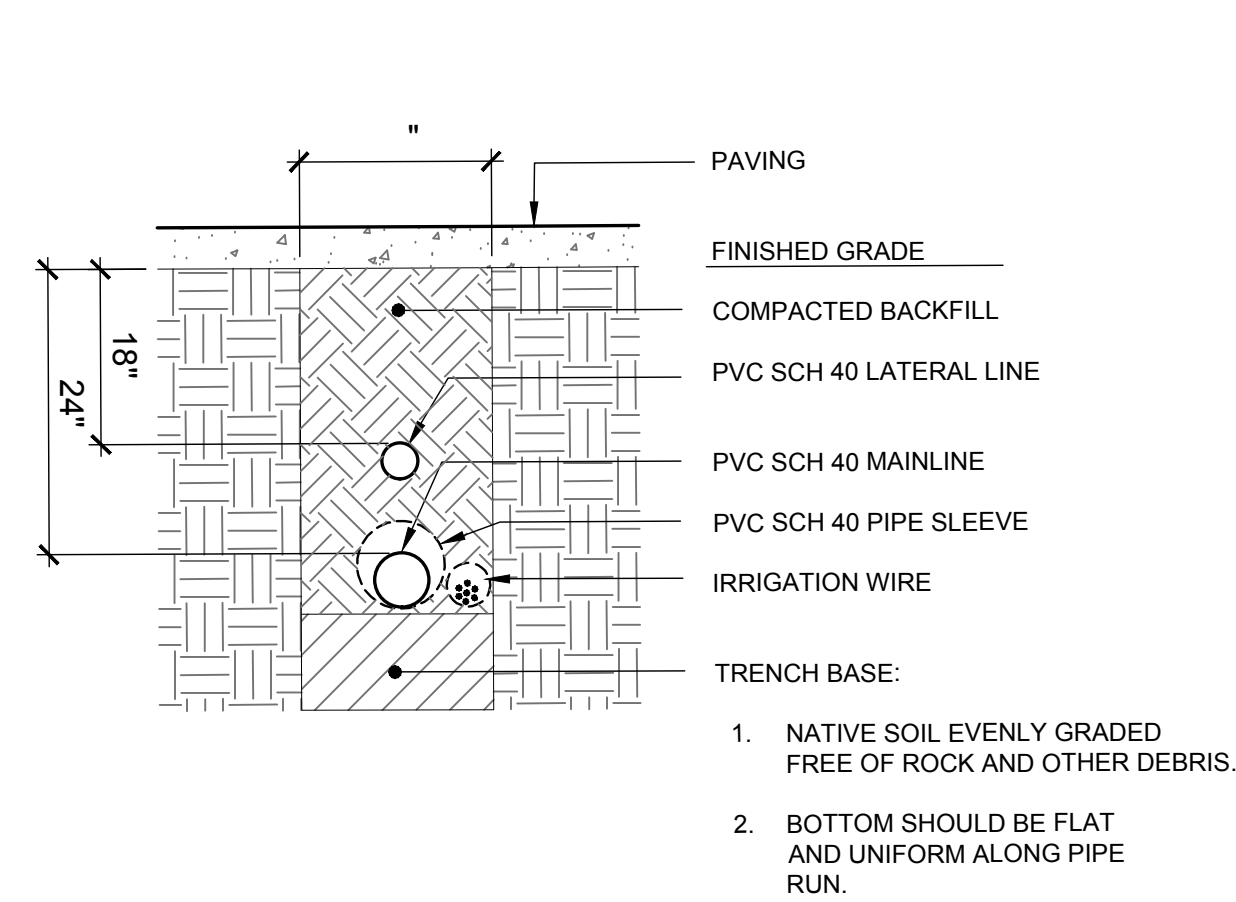 "
PAVING
FINISHED GRADE
COMPACTED BACKFILL
18"
PVC SCH 40 LATERAL LINE
24"
PVC SCH 40 MAINLINE
PVC SCH 40 PIPE SLEEVE
IRRIGATION WIRE
TRENCH BASE:
1. NATIVE SOIL EVENLY GRADED
FREE OF ROCK AND OTHER DEBRIS.
2. BOTTOM SHOULD BE FLAT
AND UNIFORM ALONG PIPE
RUN.